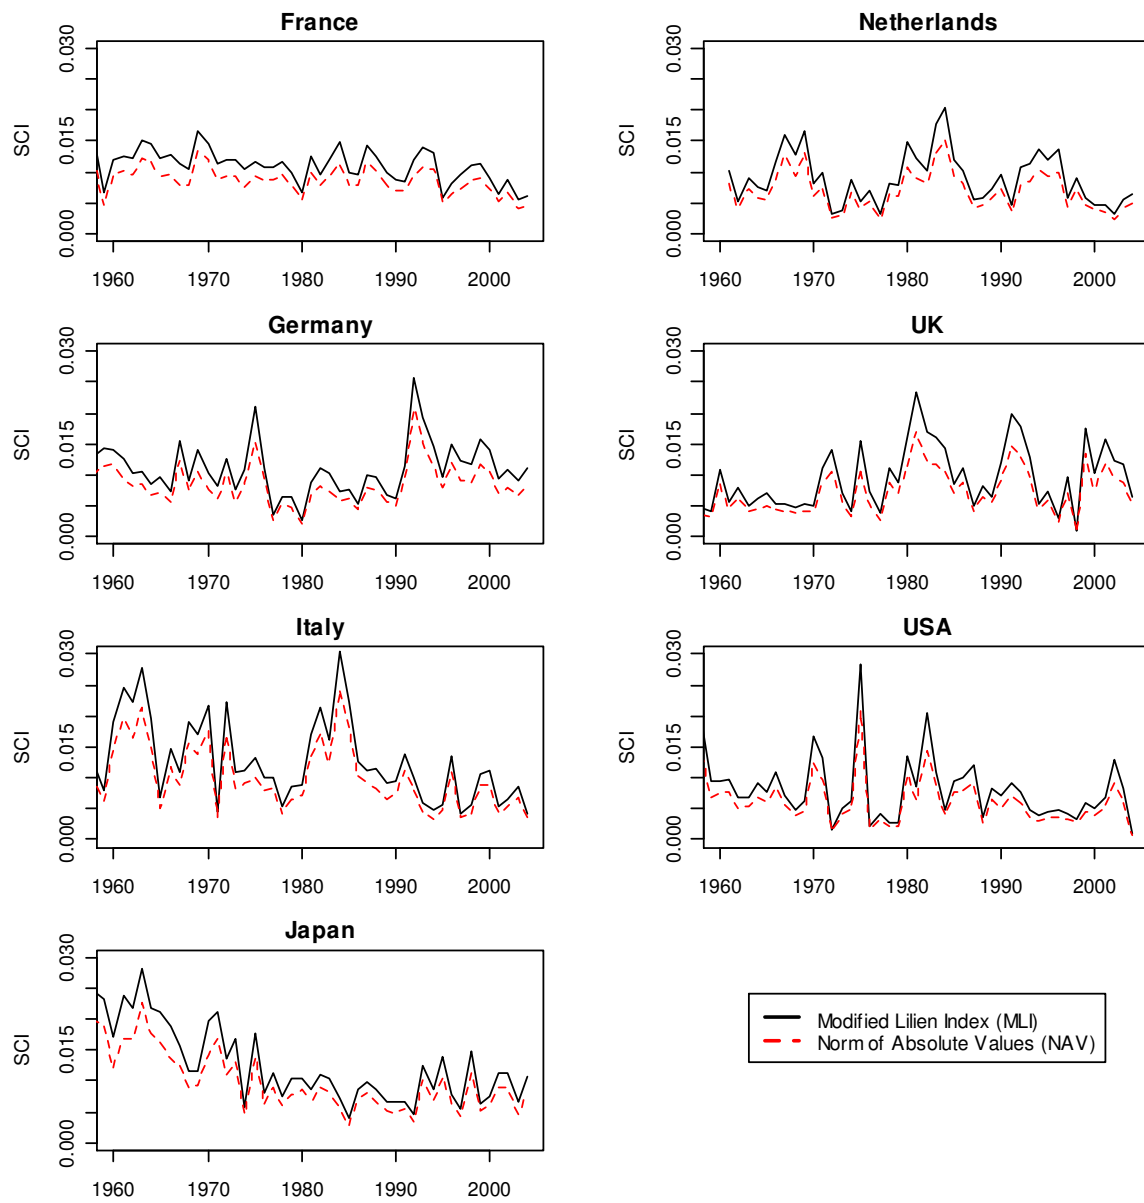 France
SCI
0.030
0.015
0.000
1960 1970 1980 1990 2000
Netherlands
SCI
0.030
0.015
0.000
1960 1970 1980 1990 2000
Germany
SCI
0.030
0.015
0.000
1960 1970 1980 1990 2000
UK
SCI
0.030
0.015
0.000
1960 1970 1980 1990 2000
Italy
SCI
0.030
0.015
0.000
1960 1970 1980 1990 2000
USA
SCI
0.030
0.015
0.000
1960 1970 1980 1990 2000
Japan
SCI
0.030
0.015
0.000
1960 1970 1980 1990 2000
Modified Lilien Index (MLI)
Norm of Absolute Values (NAV)